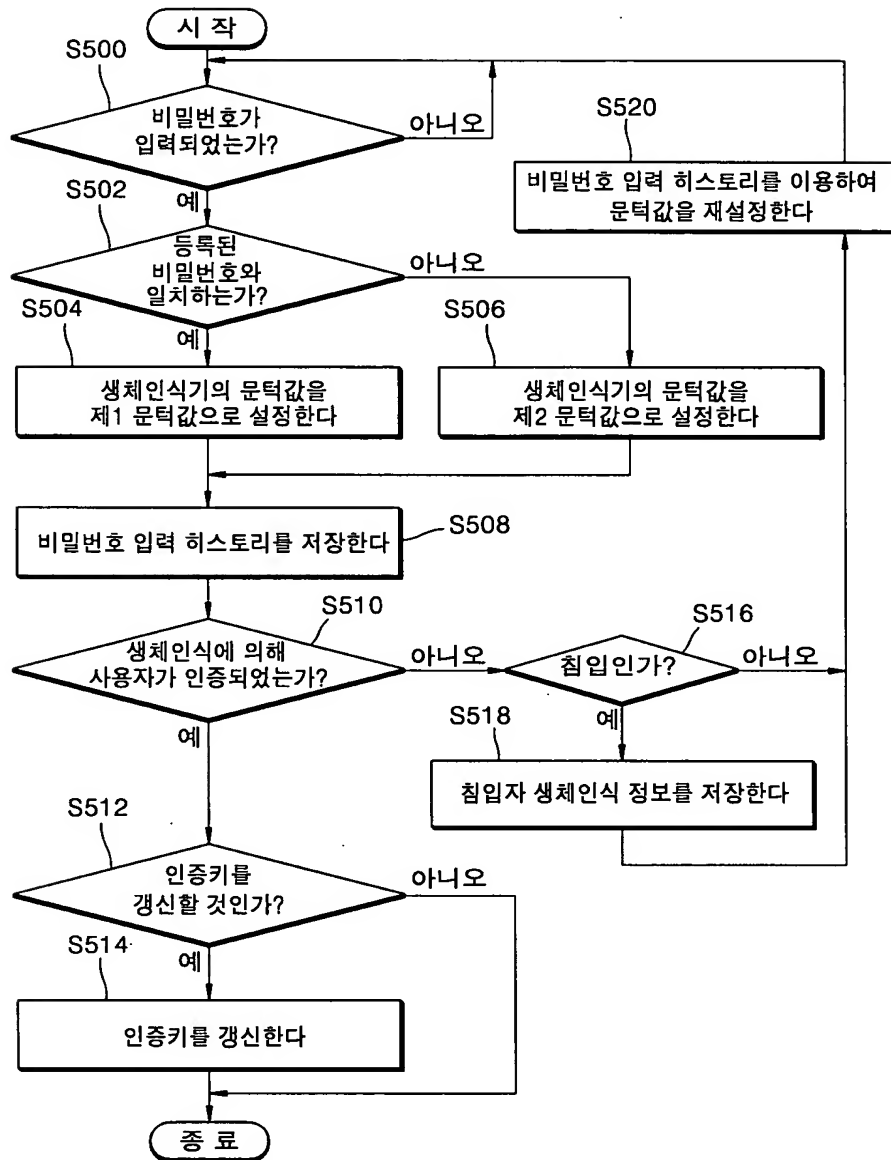 시 작
S500
비밀번호가
입력되었는가?
아니오
예
S520
비밀번호 입력 히스토리를 이용하여
문턱값을 재설정한다
S502
등록된
비밀번호와
일치하는가?
아니오
예
S504
생체인식기의 문턱값을
제1 문턱값으로 설정한다
S506
생체인식기의 문턱값을
제2 문턱값으로 설정한다
비밀번호 입력 히스토리를 저장한다
S508
S510
생체인식에 의해
사용자가 인증되었는가?
아니오
예
S516
침입인가?
아니오
예
S518
침입자 생체인식 정보를 저장한다
S512
인증키를
갱신할 것인가?
아니오
예
S514
인증키를 갱신한다
종 료